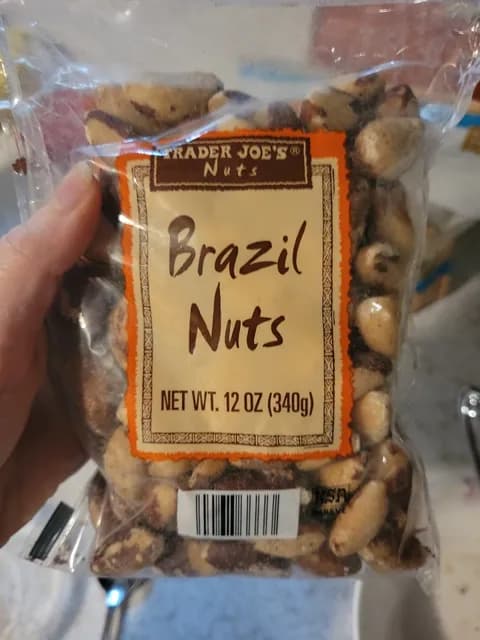 TRADER JOE'S®
Nuts
Brazil
Nuts
NET WT. 12 OZ (340g)